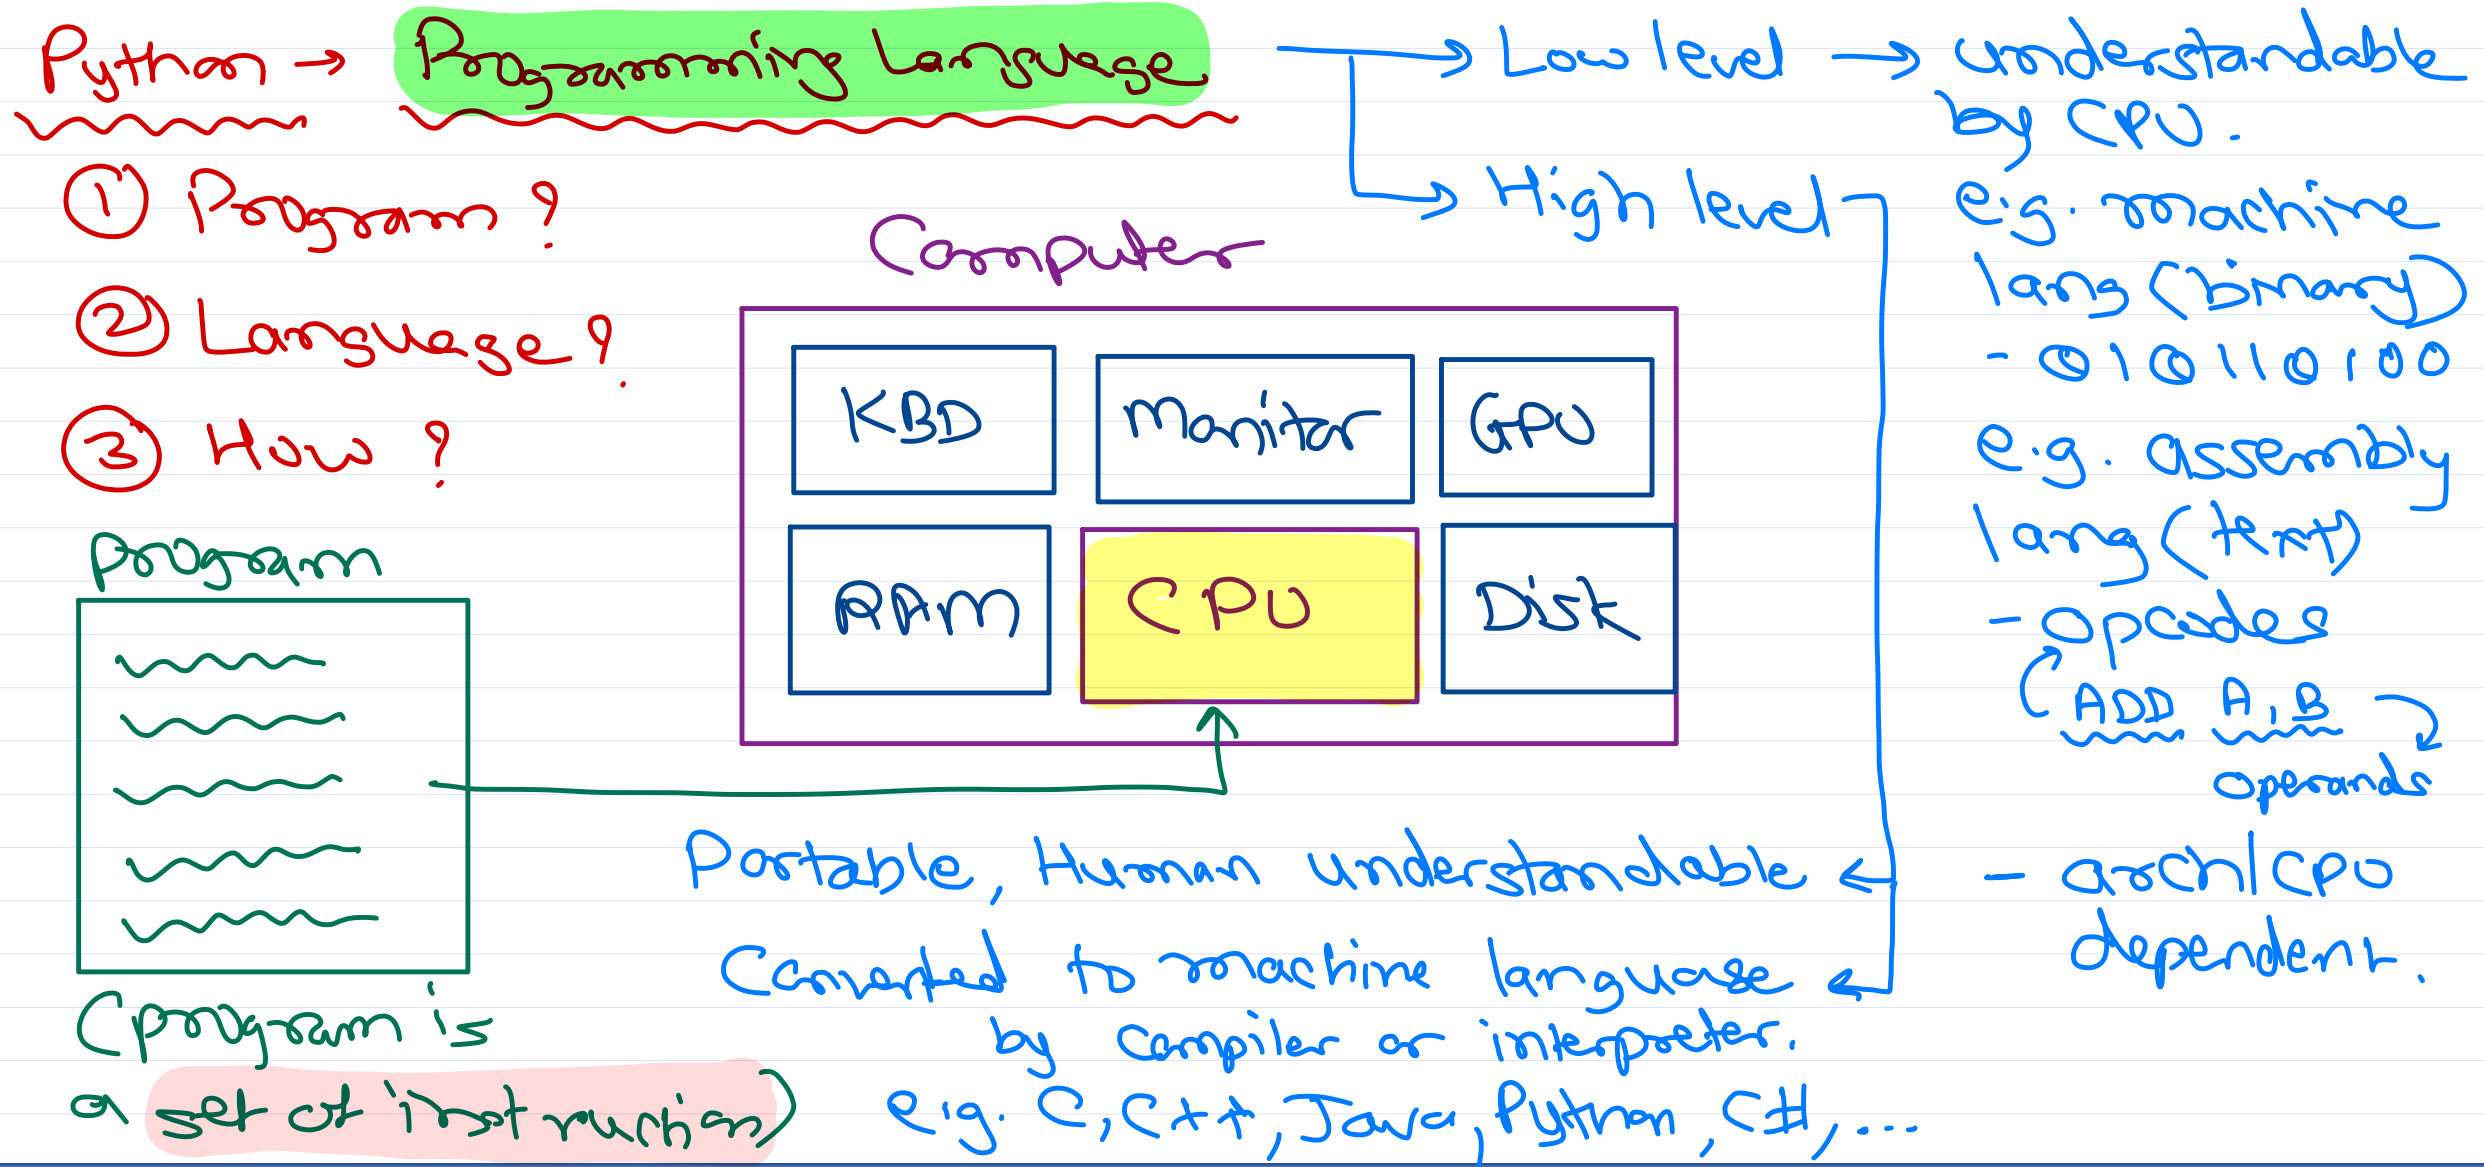 Python → Programming Language
① Program ?
② Language ?
③ How ?
program
(program is
a set of instruction)
Computer
KBD
Monitor
GPU
RAM
CPU
Disk
Low level → understandable
by CPU.
e.g. machine
lang (binary)
- 01011010100
e.g. assembly
lang (text)
- opcodes
ADD A,B
operands
- arch/CPU
dependent.
High level
Portable, Human understandable
Converted to machine language
by compiler or interpreter.
e.g. C, C++, Java, Python, C#, ....